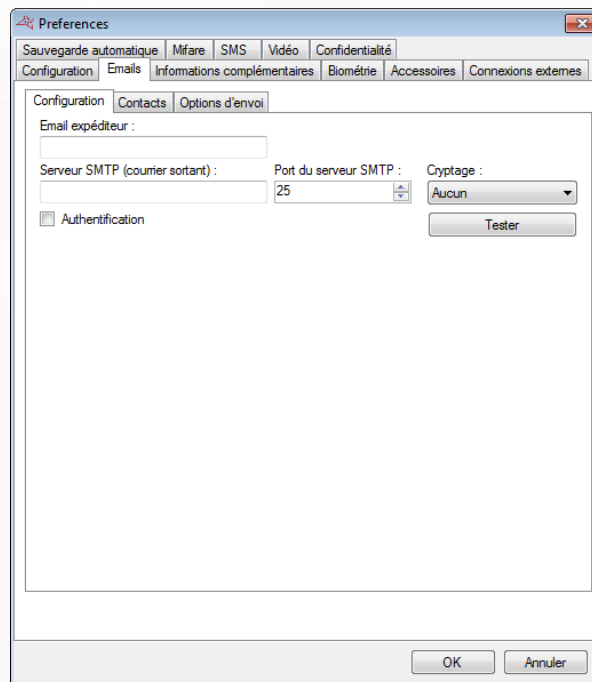 Preferences
Sauvegarde automatique Mifare SMS Vidéo Confidentialité
Configuration Emails Informations complémentaires Biométrie Accessoires Connexions externes
Configuration Contacts Options d'envoi
Email expéditeur :
Serveur SMTP (courrier sortant) : Port du serveur SMTP : Cryptage :
25 Aucun
Authentification Tester
OK Annuler